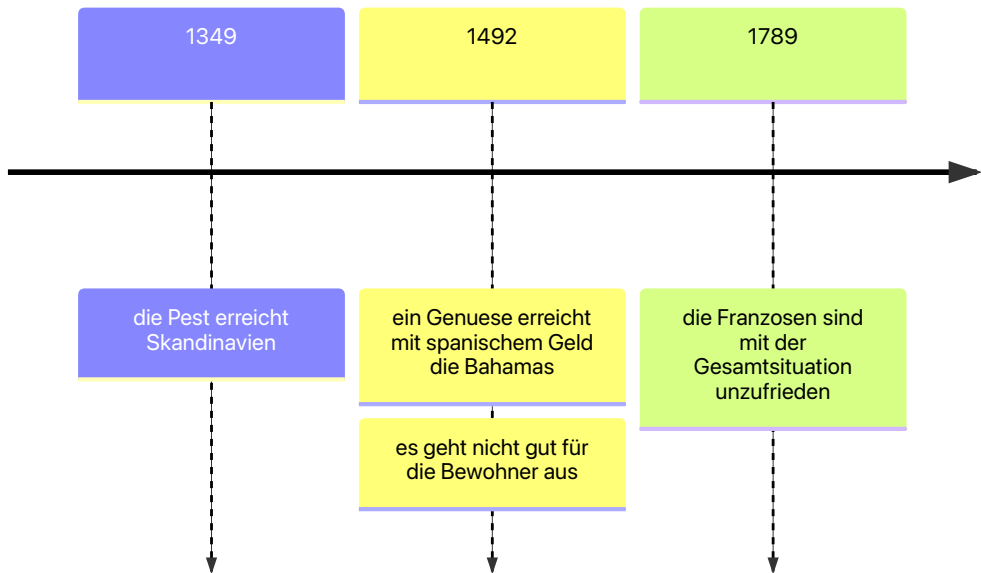 1349
1492
1789
die Pest erreicht
Skandinavien
ein Genuese erreicht
mit spanischem Geld
die Bahamas
es geht nicht gut für
die Bewohner aus
die Franzosen sind
mit der
Gesamtsituation
unzufrieden